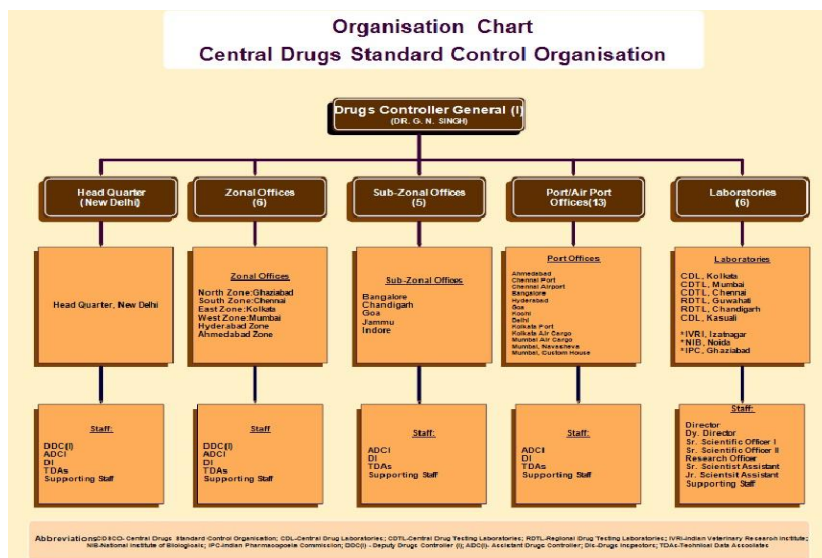 Organisation Chart
Central Drugs Standard Control Organisation
Drugs Controller General (I)
(DR. G. N. SINGH)
Head Quarter
(New Delhi)
Zonal Offices
(6)
Sub-Zonal Offices
(5)
Port/Air Port
Offices(13)
Laboratories
(6)
Head Quarter, New Delhi
Zonal Offices
North Zone:Ghaziabad
South Zone:Chennai
East Zone:Kolkata
West Zone:Mumbai
Hyderabad Zone
Ahmedabad Zone
Sub-Zonal Offices
Bangalore
Chandigarh
Goa
Jammu
Indore
Port Offices
Ahmedabad
Chennai Port
Chennai Airport
Bangalore
Hyderabad
Goa
Kochi
Delhi
Kolkata Port
Kolkata Air Cargo
Mumbai Air Cargo
Mumbai, Navasheva
Mumbai, Custom House
Laboratories
CDL, Kolkata
CDTL, Mumbai
CDTL, Chennai
RDTL, Guwahati
RDTL, Chandigarh
CDL, Kasauli
*IVRI, Izatnagar
*NIB, Noida
*IPC, Ghaziabad
Staff:
DDC(I)
ADCI
DI
TDAs
Supporting Staff
Staff
DDC(I)
ADCI
DI
TDAs
Supporting Staff
Staff:
ADCI
DI
TDAs
Supporting Staff
Staff:
ADCI
DI
TDAs
Supporting Staff
Staff:
Director
Dy. Director
Sr. Scientific Officer I
Sr. Scientific Officer II
Research Officer
Sr. Scientist Assistant
Jr. Scientsit Assistant
Supporting Staff
Abbreviations CDSCO- Central Drugs Standard Control Organisation; CDL-Central Drug Laboratories; CDTL-Central Drug Testing Laboratories; RDTL-Regional Drug Testing Laboratories; IVRI-Indian Veterinary Research Institute;
NIB-National Institute of Biologicals; IPC-Indian Pharmacopoeia Commission; DDC(I) - Deputy Drugs Controller (I); ADC(I)- Assistant Drugs Controller; DIs-Drugs Inspectors; TDAs-Technical Data Associates